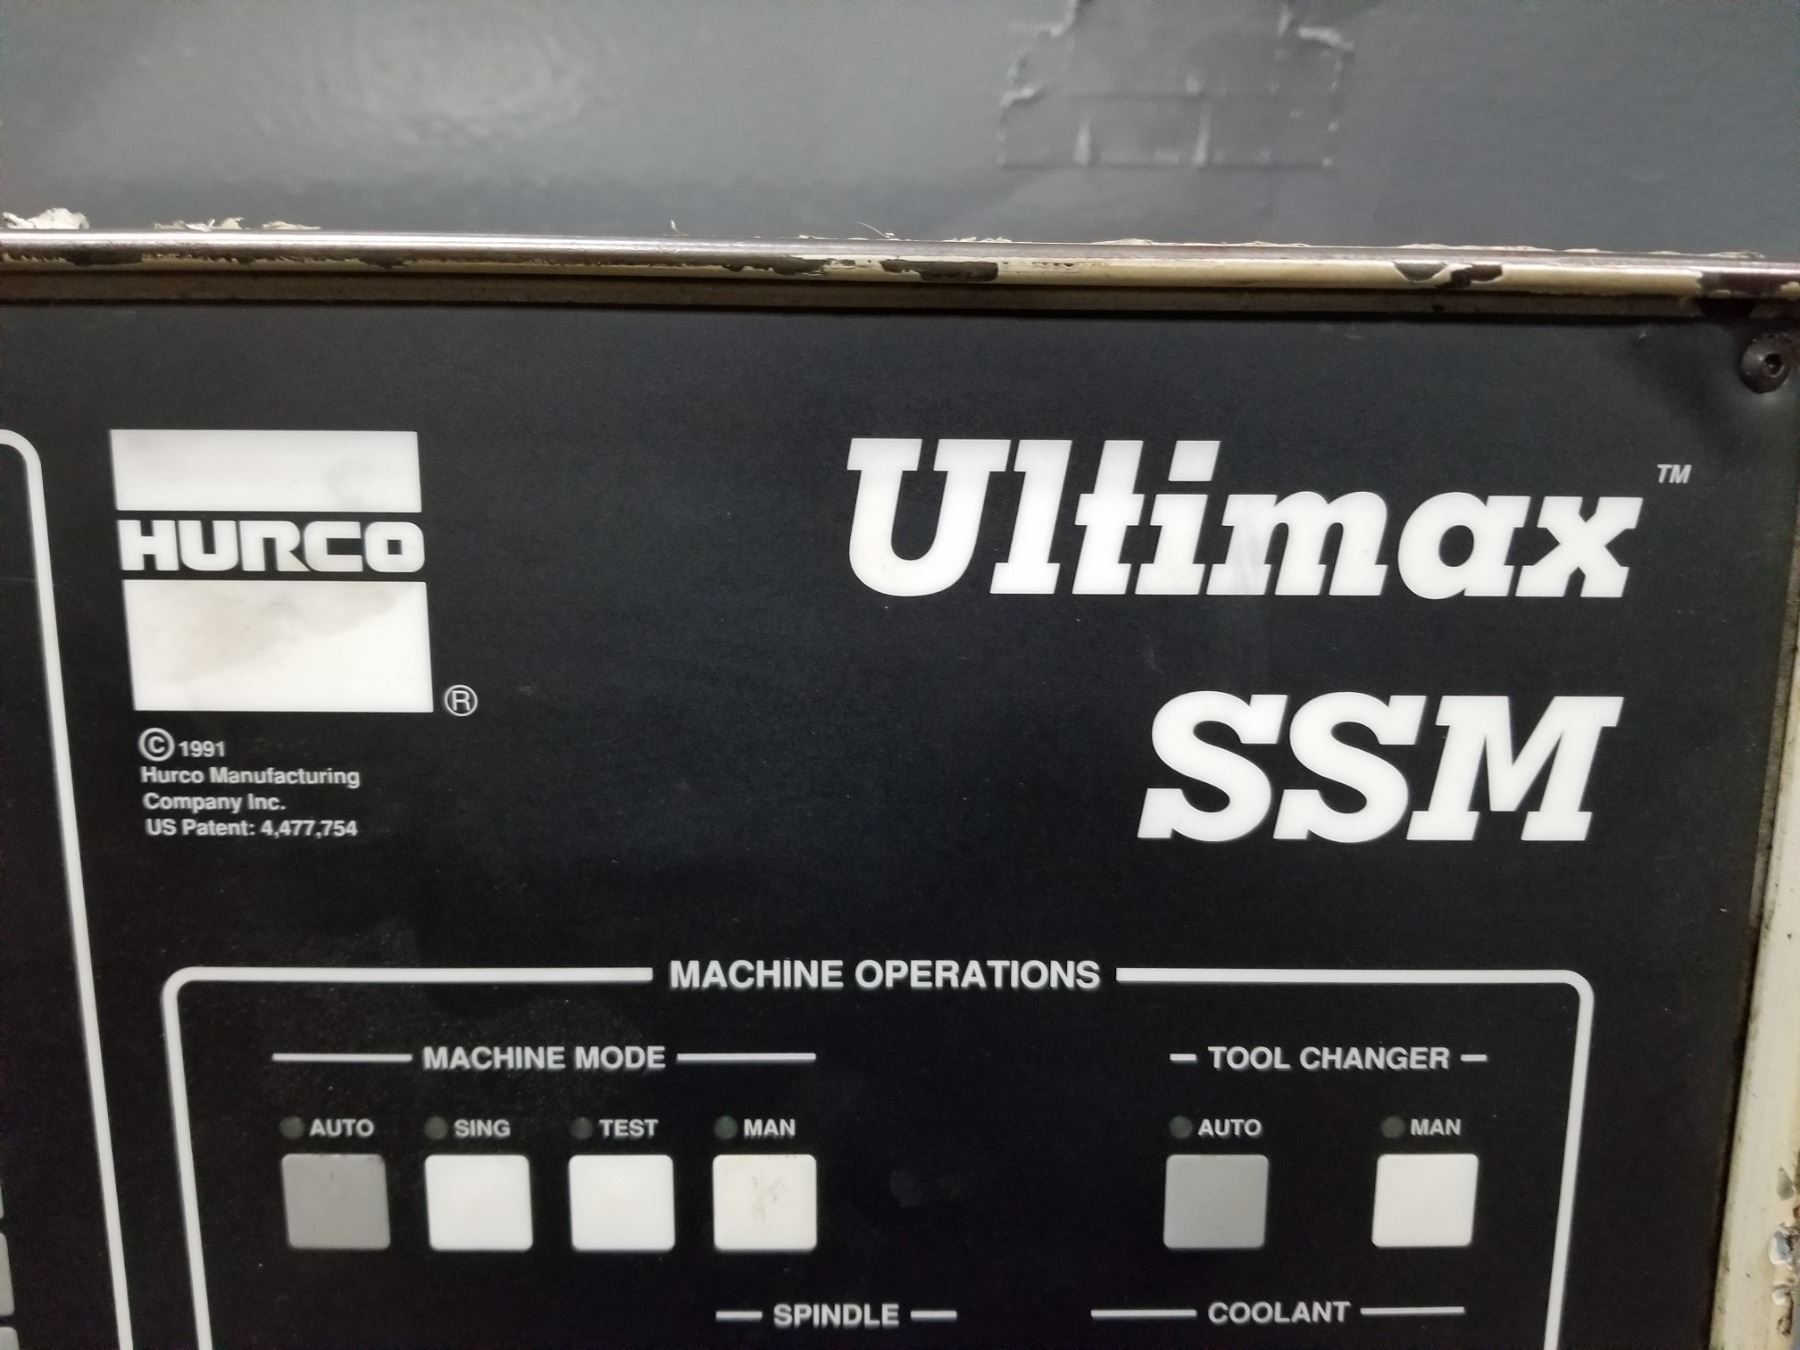 HURCO
®
© 1991
Hurco Manufacturing
Company Inc.
US Patent: 4,477,754
Ultimax™
SSM
MACHINE OPERATIONS
MACHINE MODE
AUTO SING TEST MAN
TOOL CHANGER
AUTO MAN
SPINDLE
COOLANT